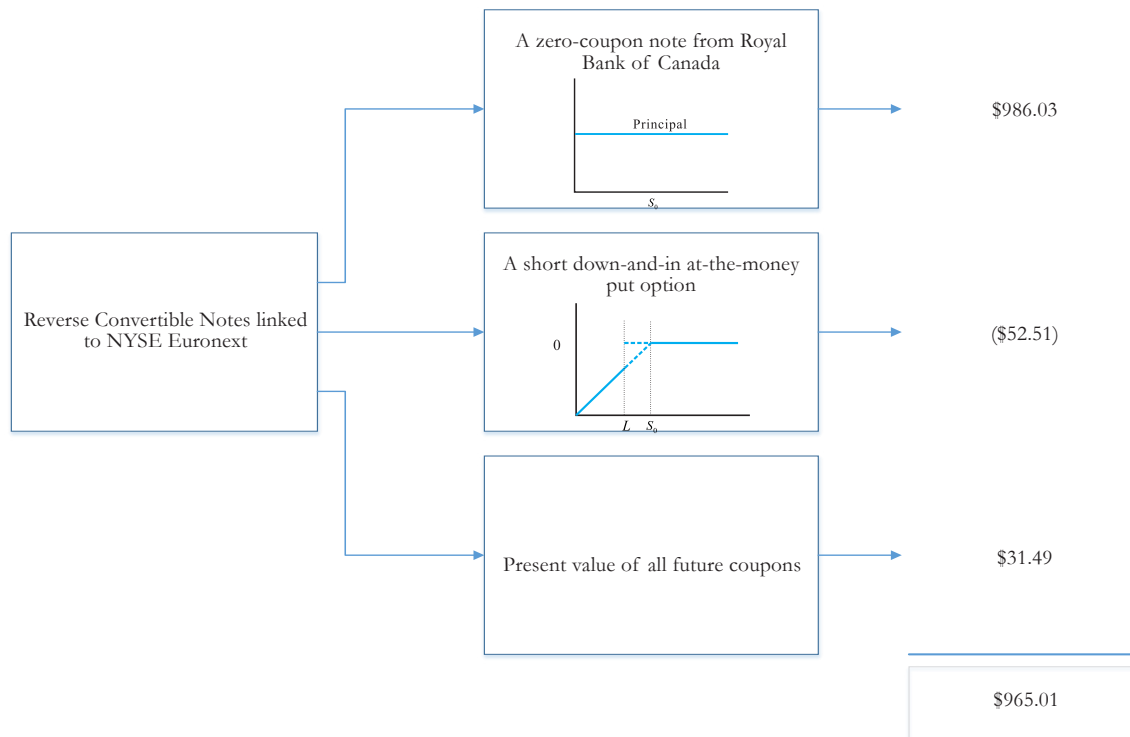 A zero-coupon note from Royal
Bank of Canada
Principal
S₀
$986.03
Reverse Convertible Notes linked
to NYSE Euronext
A short down-and-in at-the-money
put option
0
L S₀
($52.51)
Present value of all future coupons
$31.49
$965.01